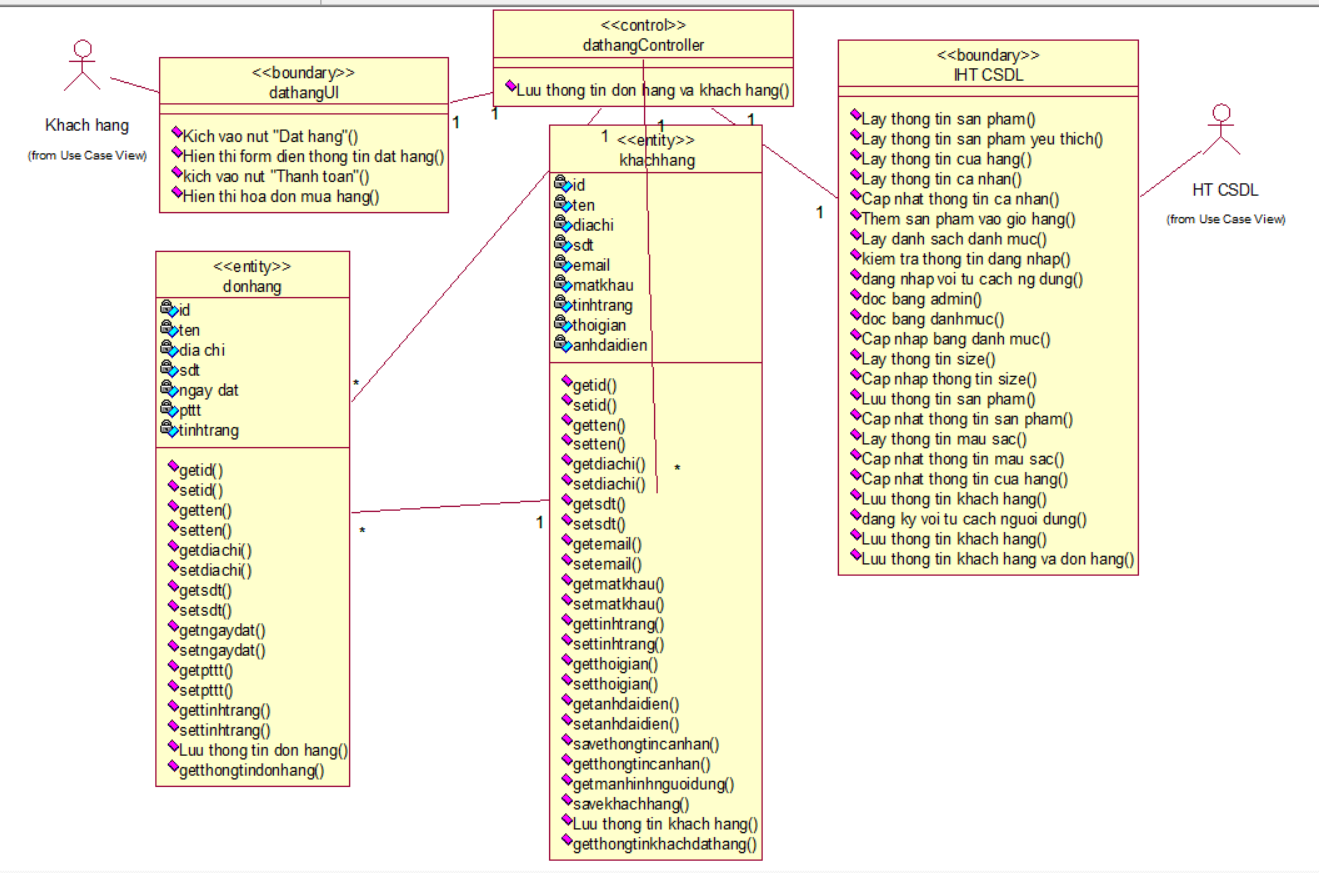 Khach hang
(from Use Case View)
<<boundary>>
dathangUI
Kich vao nut "Dat hang"()
Hien thi form dien thong tin dat hang()
kich vao nut "Thanh toan"()
Hien thi hoa don mua hang()
1
1
<<control>>
dathangController
Luu thong tin don hang va khach hang()
1
1
1
<<boundary>>
IHT CSDL
Lay thong tin san pham()
Lay thong tin san pham yeu thich()
Lay thong tin cua hang()
Lay thong tin ca nhan()
Cap nhat thong tin ca nhan()
Them san pham vao gio hang()
Lay danh sach danh muc()
kiem tra thong tin dang nhap()
dang nhap voi tu cach ng dung()
doc bang admin()
doc bang danhmuc()
Cap nhap bang danh muc()
Lay thong tin size()
Cap nhap thong tin size()
Luu thong tin san pham()
Cap nhat thong tin san pham()
Lay thong tin mau sac()
Cap nhat thong tin mau sac()
Cap nhat thong tin cua hang()
Luu thong tin khach hang()
dang ky voi tu cach nguoi dung()
Luu thong tin khach hang()
Luu thong tin khach hang va don hang()
1
HT CSDL
(from Use Case View)
<<entity>>
donhang
id
ten
dia chi
sdt
ngay dat
pttt
tinhtrang
getid()
setid()
getten()
setten()
getdiachi()
setdiachi()
getsdt()
setsdt()
getngaydat()
setngaydat()
getpttt()
setpttt()
gettinhtrang()
settinhtrang()
Luu thong tin don hang()
getthongtindonhang()
*
*
1
<<entity>>
khachhang
id
ten
diachi
sdt
email
matkhau
tinhtrang
thoigian
anhdaidien
getid()
setid()
getten()
setten()
getdiachi()
setdiachi()
getsdt()
setsdt()
getemail()
setemail()
getmatkhau()
setmatkhau()
gettinhtrang()
settinhtrang()
getthoigian()
setthoigian()
getanhdaidien()
setanhdaidien()
savethongtincanhan()
getthongtincanhan()
getmanhinhnguoidung()
savekhachhang()
Luu thong tin khach hang()
getthongtinkhachdathang()
*